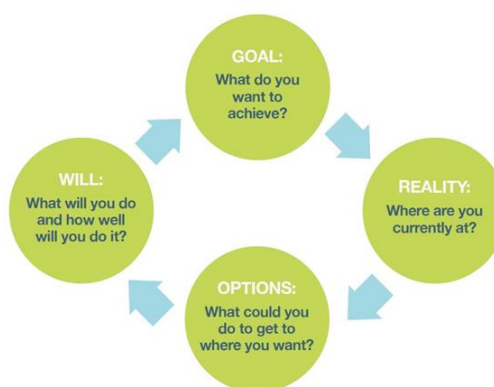 GOAL:
What do you
want to
achieve?
REALITY:
Where are you
currently at?
OPTIONS:
What could you
do to get to
where you want?
WILL:
What will you do
and how well
will you do it?